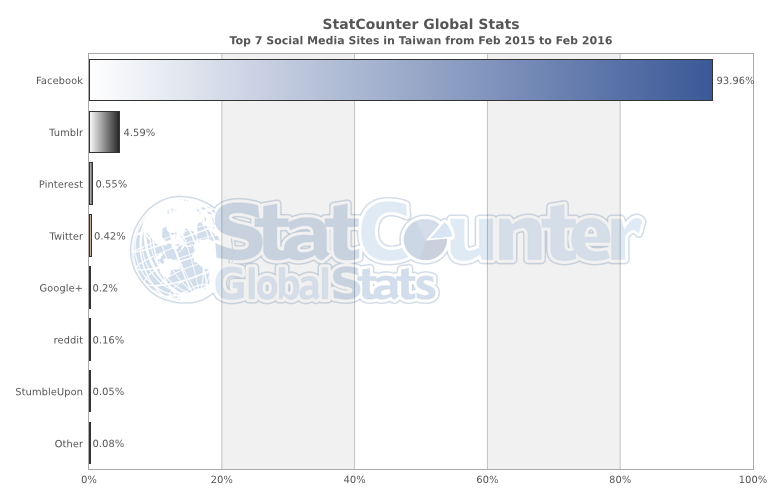 StatCounter Global Stats
Top 7 Social Media Sites in Taiwan from Feb 2015 to Feb 2016
Facebook 93.96%
Tumblr 4.59%
Pinterest 0.55%
Twitter 0.42%
Google+ 0.2%
reddit 0.16%
StumbleUpon 0.05%
Other 0.08%
0% 20% 40% 60% 80% 100%
StatCounter
GlobalStats